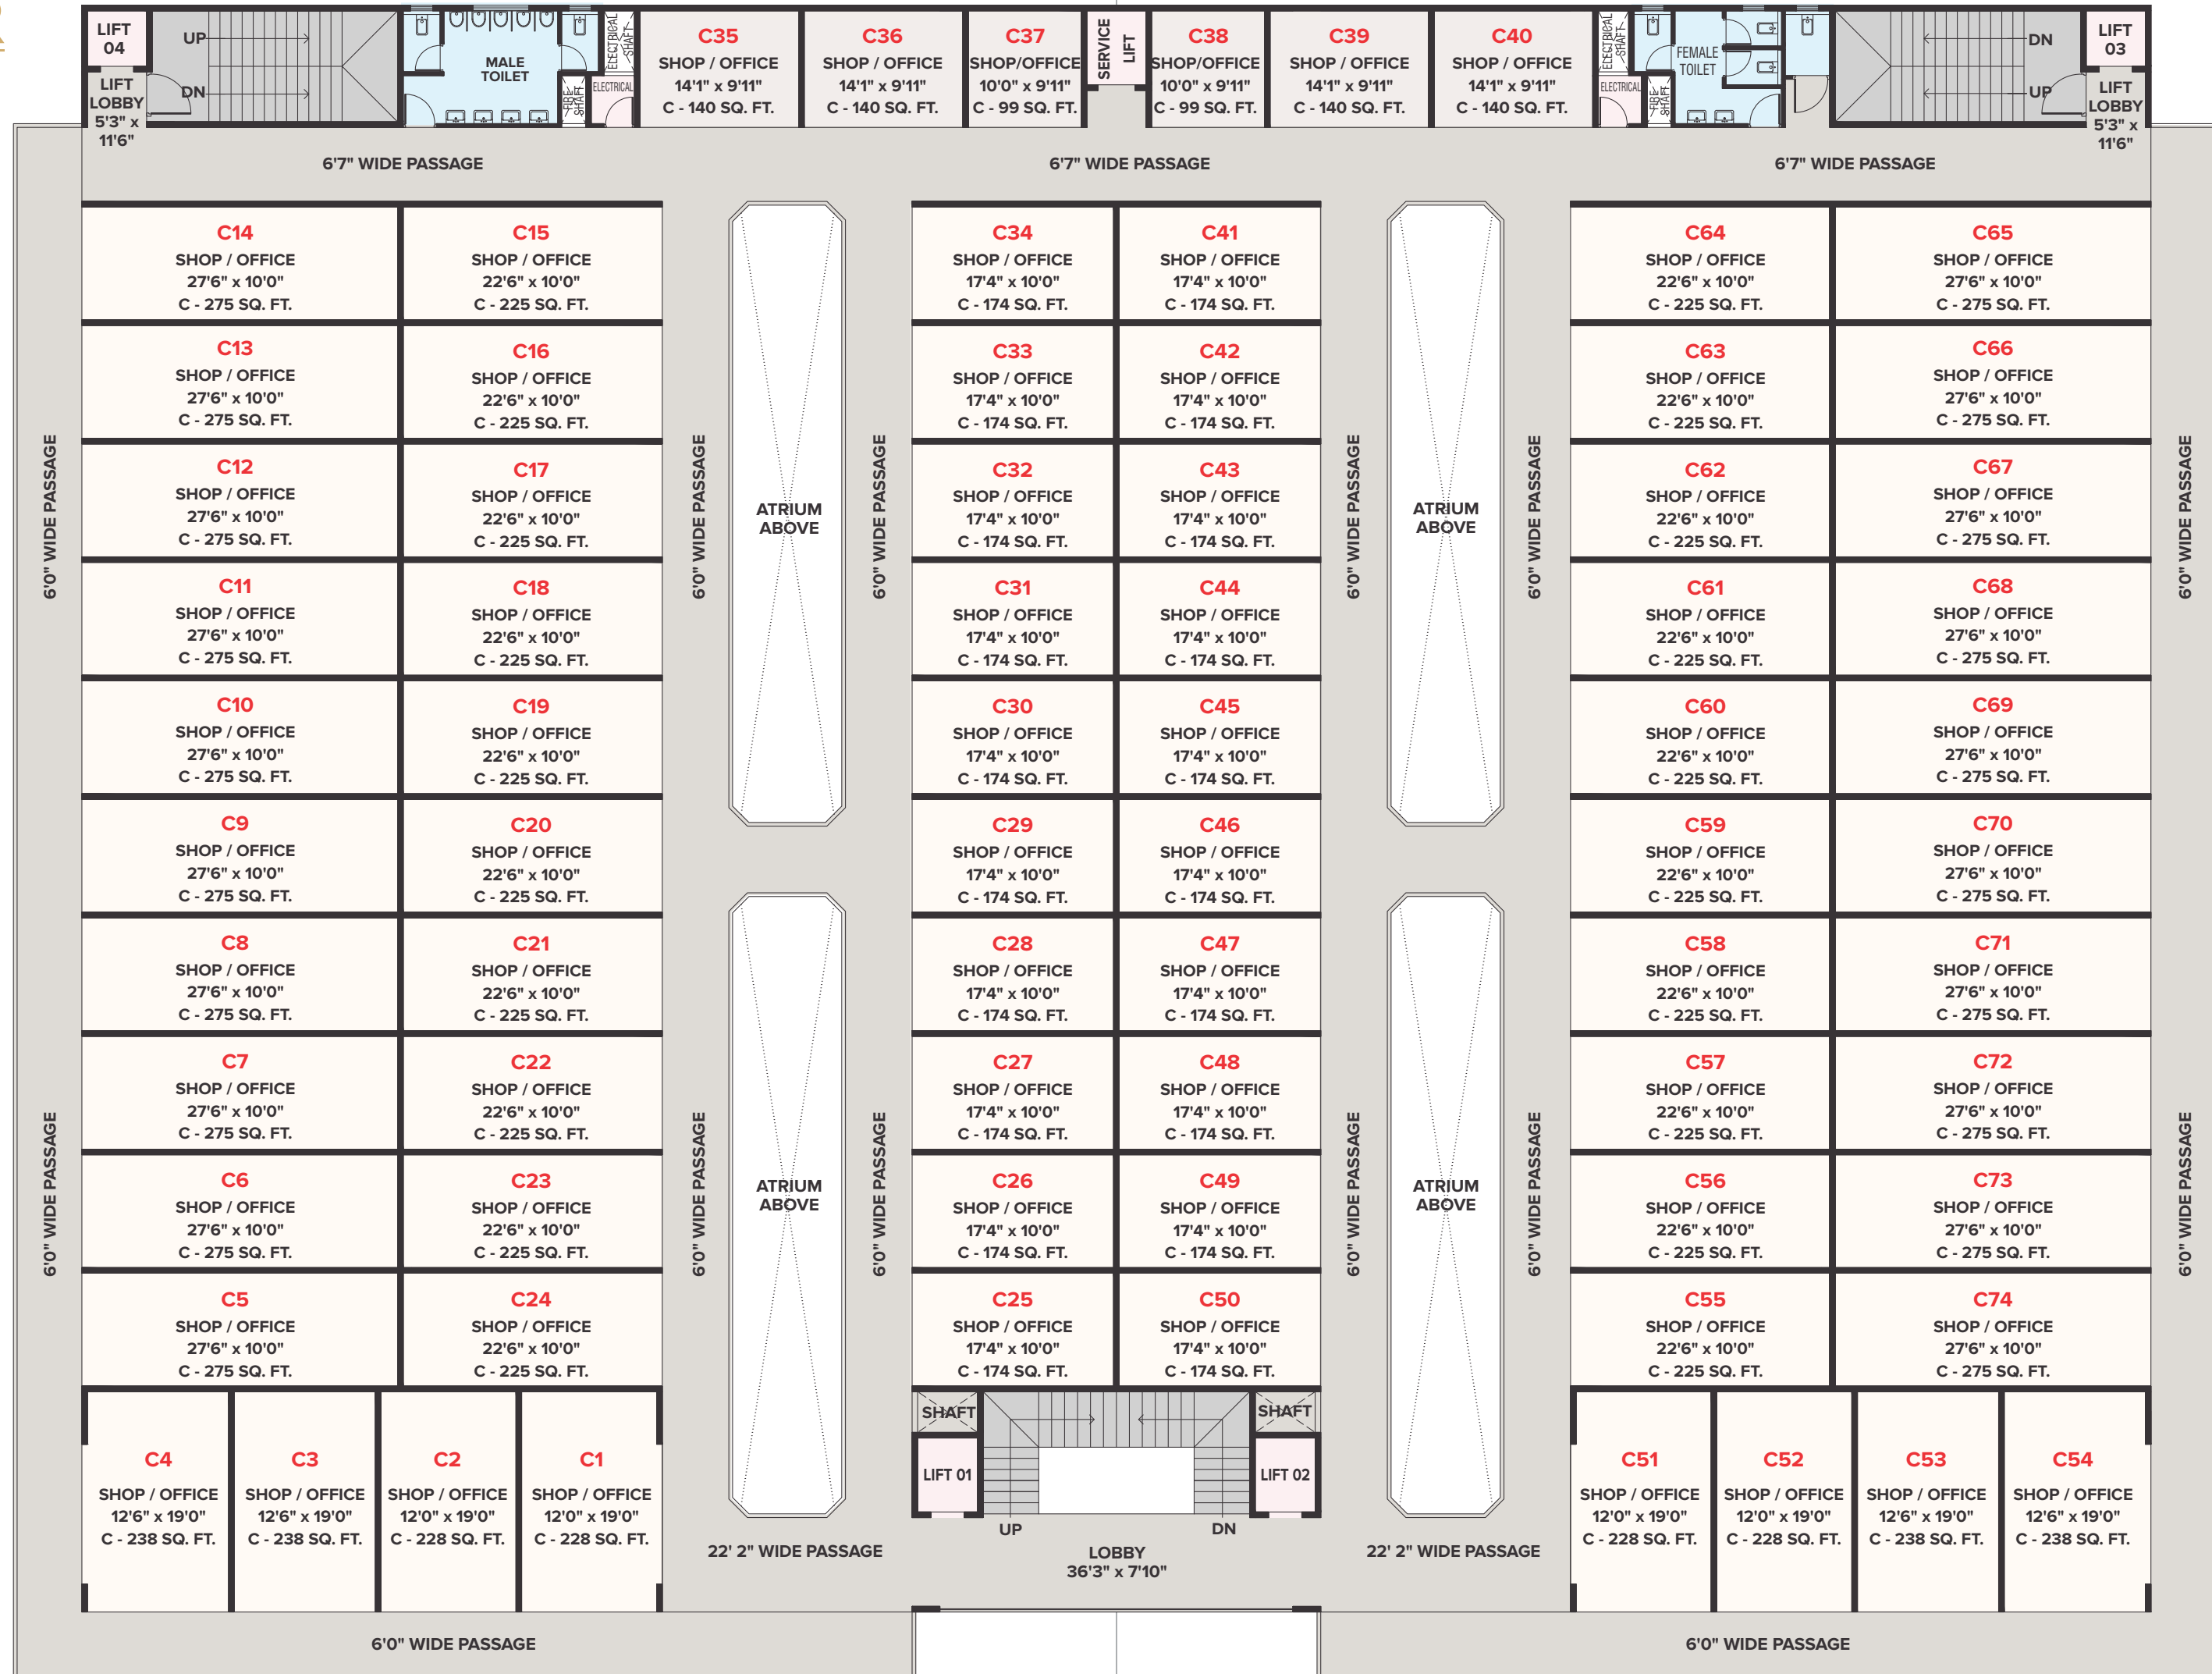 LIFT
04
UP
DN
LIFT
LOBBY
5'3" x
11'6"
MALE
TOILET
FIRE
SHAFT
ELECTRICAL
SHAFT
ELECTRICAL
C35
SHOP / OFFICE
14'1" x 9'11"
C - 140 SQ. FT.
C36
SHOP / OFFICE
14'1" x 9'11"
C - 140 SQ. FT.
C37
SHOP/OFFICE
10'0" x 9'11"
C - 99 SQ. FT.
SERVICE
LIFT
C38
SHOP/OFFICE
10'0" x 9'11"
C - 99 SQ. FT.
C39
SHOP / OFFICE
14'1" x 9'11"
C - 140 SQ. FT.
C40
SHOP / OFFICE
14'1" x 9'11"
C - 140 SQ. FT.
ELECTRICAL
SHAFT
ELECTRICAL
FIRE
SHAFT
FEMALE
TOILET
DN
UP
LIFT
03
LIFT
LOBBY
5'3" x
11'6"
6'7" WIDE PASSAGE
6'7" WIDE PASSAGE
6'7" WIDE PASSAGE
C14
SHOP / OFFICE
27'6" x 10'0"
C - 275 SQ. FT.
C15
SHOP / OFFICE
22'6" x 10'0"
C - 225 SQ. FT.
C34
SHOP / OFFICE
17'4" x 10'0"
C - 174 SQ. FT.
C41
SHOP / OFFICE
17'4" x 10'0"
C - 174 SQ. FT.
C64
SHOP / OFFICE
22'6" x 10'0"
C - 225 SQ. FT.
C65
SHOP / OFFICE
27'6" x 10'0"
C - 275 SQ. FT.
C13
SHOP / OFFICE
27'6" x 10'0"
C - 275 SQ. FT.
C16
SHOP / OFFICE
22'6" x 10'0"
C - 225 SQ. FT.
C33
SHOP / OFFICE
17'4" x 10'0"
C - 174 SQ. FT.
C42
SHOP / OFFICE
17'4" x 10'0"
C - 174 SQ. FT.
C63
SHOP / OFFICE
22'6" x 10'0"
C - 225 SQ. FT.
C66
SHOP / OFFICE
27'6" x 10'0"
C - 275 SQ. FT.
6'0" WIDE PASSAGE
C12
SHOP / OFFICE
27'6" x 10'0"
C - 275 SQ. FT.
C17
SHOP / OFFICE
22'6" x 10'0"
C - 225 SQ. FT.
6'0" WIDE PASSAGE
ATRIUM
ABOVE
6'0" WIDE PASSAGE
C32
SHOP / OFFICE
17'4" x 10'0"
C - 174 SQ. FT.
C43
SHOP / OFFICE
17'4" x 10'0"
C - 174 SQ. FT.
6'0" WIDE PASSAGE
ATRIUM
ABOVE
6'0" WIDE PASSAGE
C62
SHOP / OFFICE
22'6" x 10'0"
C - 225 SQ. FT.
C67
SHOP / OFFICE
27'6" x 10'0"
C - 275 SQ. FT.
6'0" WIDE PASSAGE
C11
SHOP / OFFICE
27'6" x 10'0"
C - 275 SQ. FT.
C18
SHOP / OFFICE
22'6" x 10'0"
C - 225 SQ. FT.
C31
SHOP / OFFICE
17'4" x 10'0"
C - 174 SQ. FT.
C44
SHOP / OFFICE
17'4" x 10'0"
C - 174 SQ. FT.
C61
SHOP / OFFICE
22'6" x 10'0"
C - 225 SQ. FT.
C68
SHOP / OFFICE
27'6" x 10'0"
C - 275 SQ. FT.
C10
SHOP / OFFICE
27'6" x 10'0"
C - 275 SQ. FT.
C19
SHOP / OFFICE
22'6" x 10'0"
C - 225 SQ. FT.
C30
SHOP / OFFICE
17'4" x 10'0"
C - 174 SQ. FT.
C45
SHOP / OFFICE
17'4" x 10'0"
C - 174 SQ. FT.
C60
SHOP / OFFICE
22'6" x 10'0"
C - 225 SQ. FT.
C69
SHOP / OFFICE
27'6" x 10'0"
C - 275 SQ. FT.
C9
SHOP / OFFICE
27'6" x 10'0"
C - 275 SQ. FT.
C20
SHOP / OFFICE
22'6" x 10'0"
C - 225 SQ. FT.
C29
SHOP / OFFICE
17'4" x 10'0"
C - 174 SQ. FT.
C46
SHOP / OFFICE
17'4" x 10'0"
C - 174 SQ. FT.
C59
SHOP / OFFICE
22'6" x 10'0"
C - 225 SQ. FT.
C70
SHOP / OFFICE
27'6" x 10'0"
C - 275 SQ. FT.
C8
SHOP / OFFICE
27'6" x 10'0"
C - 275 SQ. FT.
C21
SHOP / OFFICE
22'6" x 10'0"
C - 225 SQ. FT.
C28
SHOP / OFFICE
17'4" x 10'0"
C - 174 SQ. FT.
C47
SHOP / OFFICE
17'4" x 10'0"
C - 174 SQ. FT.
C58
SHOP / OFFICE
22'6" x 10'0"
C - 225 SQ. FT.
C71
SHOP / OFFICE
27'6" x 10'0"
C - 275 SQ. FT.
C7
SHOP / OFFICE
27'6" x 10'0"
C - 275 SQ. FT.
C22
SHOP / OFFICE
22'6" x 10'0"
C - 225 SQ. FT.
C27
SHOP / OFFICE
17'4" x 10'0"
C - 174 SQ. FT.
C48
SHOP / OFFICE
17'4" x 10'0"
C - 174 SQ. FT.
C57
SHOP / OFFICE
22'6" x 10'0"
C - 225 SQ. FT.
C72
SHOP / OFFICE
27'6" x 10'0"
C - 275 SQ. FT.
6'0" WIDE PASSAGE
C6
SHOP / OFFICE
27'6" x 10'0"
C - 275 SQ. FT.
C23
SHOP / OFFICE
22'6" x 10'0"
C - 225 SQ. FT.
6'0" WIDE PASSAGE
ATRIUM
ABOVE
6'0" WIDE PASSAGE
C26
SHOP / OFFICE
17'4" x 10'0"
C - 174 SQ. FT.
C49
SHOP / OFFICE
17'4" x 10'0"
C - 174 SQ. FT.
6'0" WIDE PASSAGE
ATRIUM
ABOVE
6'0" WIDE PASSAGE
C56
SHOP / OFFICE
22'6" x 10'0"
C - 225 SQ. FT.
C73
SHOP / OFFICE
27'6" x 10'0"
C - 275 SQ. FT.
6'0" WIDE PASSAGE
C5
SHOP / OFFICE
27'6" x 10'0"
C - 275 SQ. FT.
C24
SHOP / OFFICE
22'6" x 10'0"
C - 225 SQ. FT.
C25
SHOP / OFFICE
17'4" x 10'0"
C - 174 SQ. FT.
C50
SHOP / OFFICE
17'4" x 10'0"
C - 174 SQ. FT.
C55
SHOP / OFFICE
22'6" x 10'0"
C - 225 SQ. FT.
C74
SHOP / OFFICE
27'6" x 10'0"
C - 275 SQ. FT.
C4
SHOP / OFFICE
12'6" x 19'0"
C - 238 SQ. FT.
C3
SHOP / OFFICE
12'6" x 19'0"
C - 238 SQ. FT.
C2
SHOP / OFFICE
12'0" x 19'0"
C - 228 SQ. FT.
C1
SHOP / OFFICE
12'0" x 19'0"
C - 228 SQ. FT.
SHAFT
LIFT 01
SHAFT
LIFT 02
UP
DN
C51
SHOP / OFFICE
12'0" x 19'0"
C - 228 SQ. FT.
C52
SHOP / OFFICE
12'0" x 19'0"
C - 228 SQ. FT.
C53
SHOP / OFFICE
12'6" x 19'0"
C - 238 SQ. FT.
C54
SHOP / OFFICE
12'6" x 19'0"
C - 238 SQ. FT.
22' 2" WIDE PASSAGE
LOBBY
36'3" x 7'10"
22' 2" WIDE PASSAGE
6'0" WIDE PASSAGE
6'0" WIDE PASSAGE